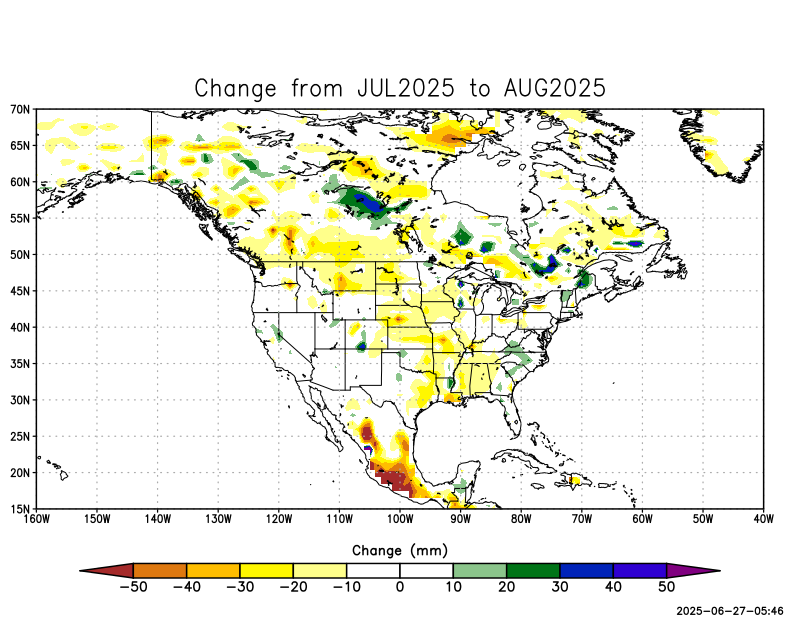 Change from JUL2025 to AUG2025
70N
65N
60N
55N
50N
45N
40N
35N
30N
25N
20N
15N
160W 150W 140W 130W 120W 110W 100W 90W 80W 70W 60W 50W 40W
Change (mm)
−50 −40 −30 −20 −10 0 10 20 30 40 50
2025-06-27-05:46